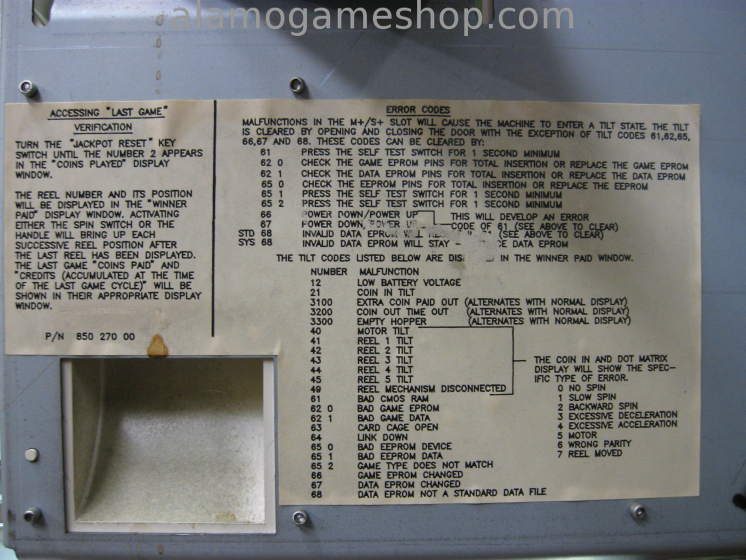 alamogameshop.com
ACCESSING "LAST GAME"
VERIFICATION
TURN THE "JACKPOT RESET" KEY
SWITCH UNTIL THE NUMBER 2 APPEARS
IN THE "COINS PLAYED" DISPLAY
WINDOW.
THE REEL NUMBER AND ITS POSITION
WILL BE DISPLAYED IN THE "WINNER
PAID" DISPLAY WINDOW. ACTIVATING
EITHER THE SPIN SWITCH OR THE
HANDLE WILL BRING UP EACH
SUCCESSIVE REEL POSITION AFTER
THE LAST REEL HAS BEEN DISPLAYED.
THE LAST GAME "COINS PAID" AND
"CREDITS (ACCUMULATED AT THE TIME
OF THE LAST GAME CYCLE)" WILL BE
SHOWN IN THEIR APPROPRIATE DISPLAY
WINDOW.
P/N 850 270 00
ERROR CODES
MALFUNCTIONS IN THE M+/S+ SLOT WILL CAUSE THE MACHINE TO ENTER A TILT STATE. THE TILT
IS CLEARED BY OPENING AND CLOSING THE DOOR WITH THE EXCEPTION OF TILT CODES 61,62,65,
66,67 AND 68. THESE CODES CAN BE CLEARED BY:
61 PRESS THE SELF TEST SWITCH FOR 1 SECOND MINIMUM
62 0 CHECK THE GAME EPROM PINS FOR TOTAL INSERTION OR REPLACE THE GAME EPROM
62 1 CHECK THE DATA EPROM PINS FOR TOTAL INSERTION OR REPLACE THE DATA EPROM
65 0 CHECK THE EEPROM PINS FOR TOTAL INSERTION OR REPLACE THE EEPROM
65 1 PRESS THE SELF TEST SWITCH FOR 1 SECOND MINIMUM
65 2 PRESS THE SELF TEST SWITCH FOR 1 SECOND MINIMUM
66 POWER DOWN/POWER UP THIS WILL DEVELOP AN ERROR
67 POWER DOWN/POWER UP CODE OF 61 (SEE ABOVE TO CLEAR)
STD 68 INVALID DATA EPROM WILL 61 (SEE ABOVE TO CLEAR)
SYS 68 INVALID DATA EPROM WILL STAY - DATA EPROM
THE TILT CODES LISTED BELOW ARE IN THE WINNER PAID WINDOW.
NUMBER MALFUNCTION
12 LOW BATTERY VOLTAGE
21 COIN IN TILT
3100 EXTRA COIN PAID OUT (ALTERNATES WITH NORMAL DISPLAY)
3200 COIN OUT TIME OUT (ALTERNATES WITH NORMAL DISPLAY)
3300 EMPTY HOPPER (ALTERNATES WITH NORMAL DISPLAY)
40 MOTOR TILT
41 REEL 1 TILT
42 REEL 2 TILT
43 REEL 3 TILT
44 REEL 4 TILT
45 REEL 5 TILT
49 REEL MECHANISM DISCONNECTED
61 BAD CMOS RAM
62 0 BAD GAME EPROM
62 1 BAD GAME DATA
63 CARD CAGE OPEN
64 LINK DOWN
65 0 BAD EEPROM DEVICE
65 1 BAD EEPROM DATA
65 2 GAME TYPE DOES NOT MATCH
66 GAME EPROM CHANGED
67 DATA EPROM CHANGED
68 DATA EPROM NOT A STANDARD DATA FILE
THE COIN IN AND DOT MATRIX
DISPLAY WILL SHOW THE SPEC-
IFIC TYPE OF ERROR.
0 NO SPIN
1 SLOW SPIN
2 BACKWARD SPIN
3 EXCESSIVE DECELERATION
4 EXCESSIVE ACCELERATION
5 MOTOR
6 WRONG PARITY
7 REEL MOVED